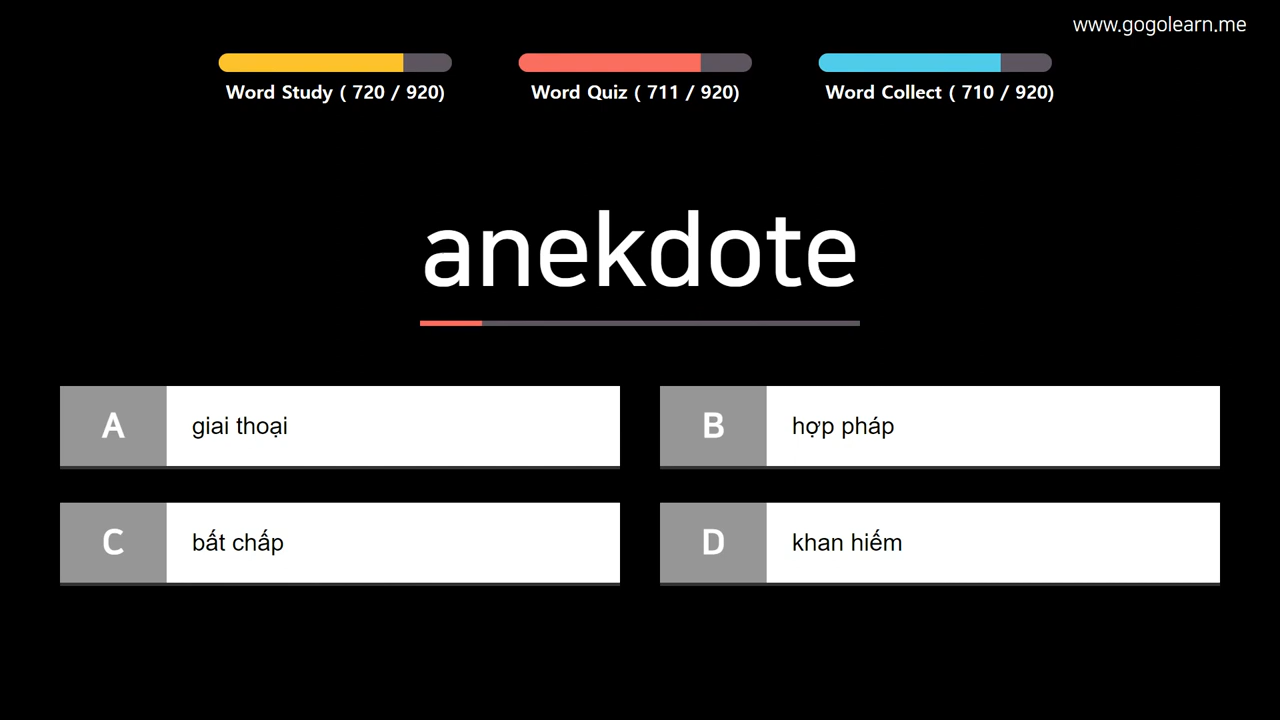 www.gogolearn.me
Word Study ( 720 / 920)
Word Quiz ( 711 / 920)
Word Collect ( 710 / 920)
anekdote
A giai thoại
B hợp pháp
C bất chấp
D khan hiếm